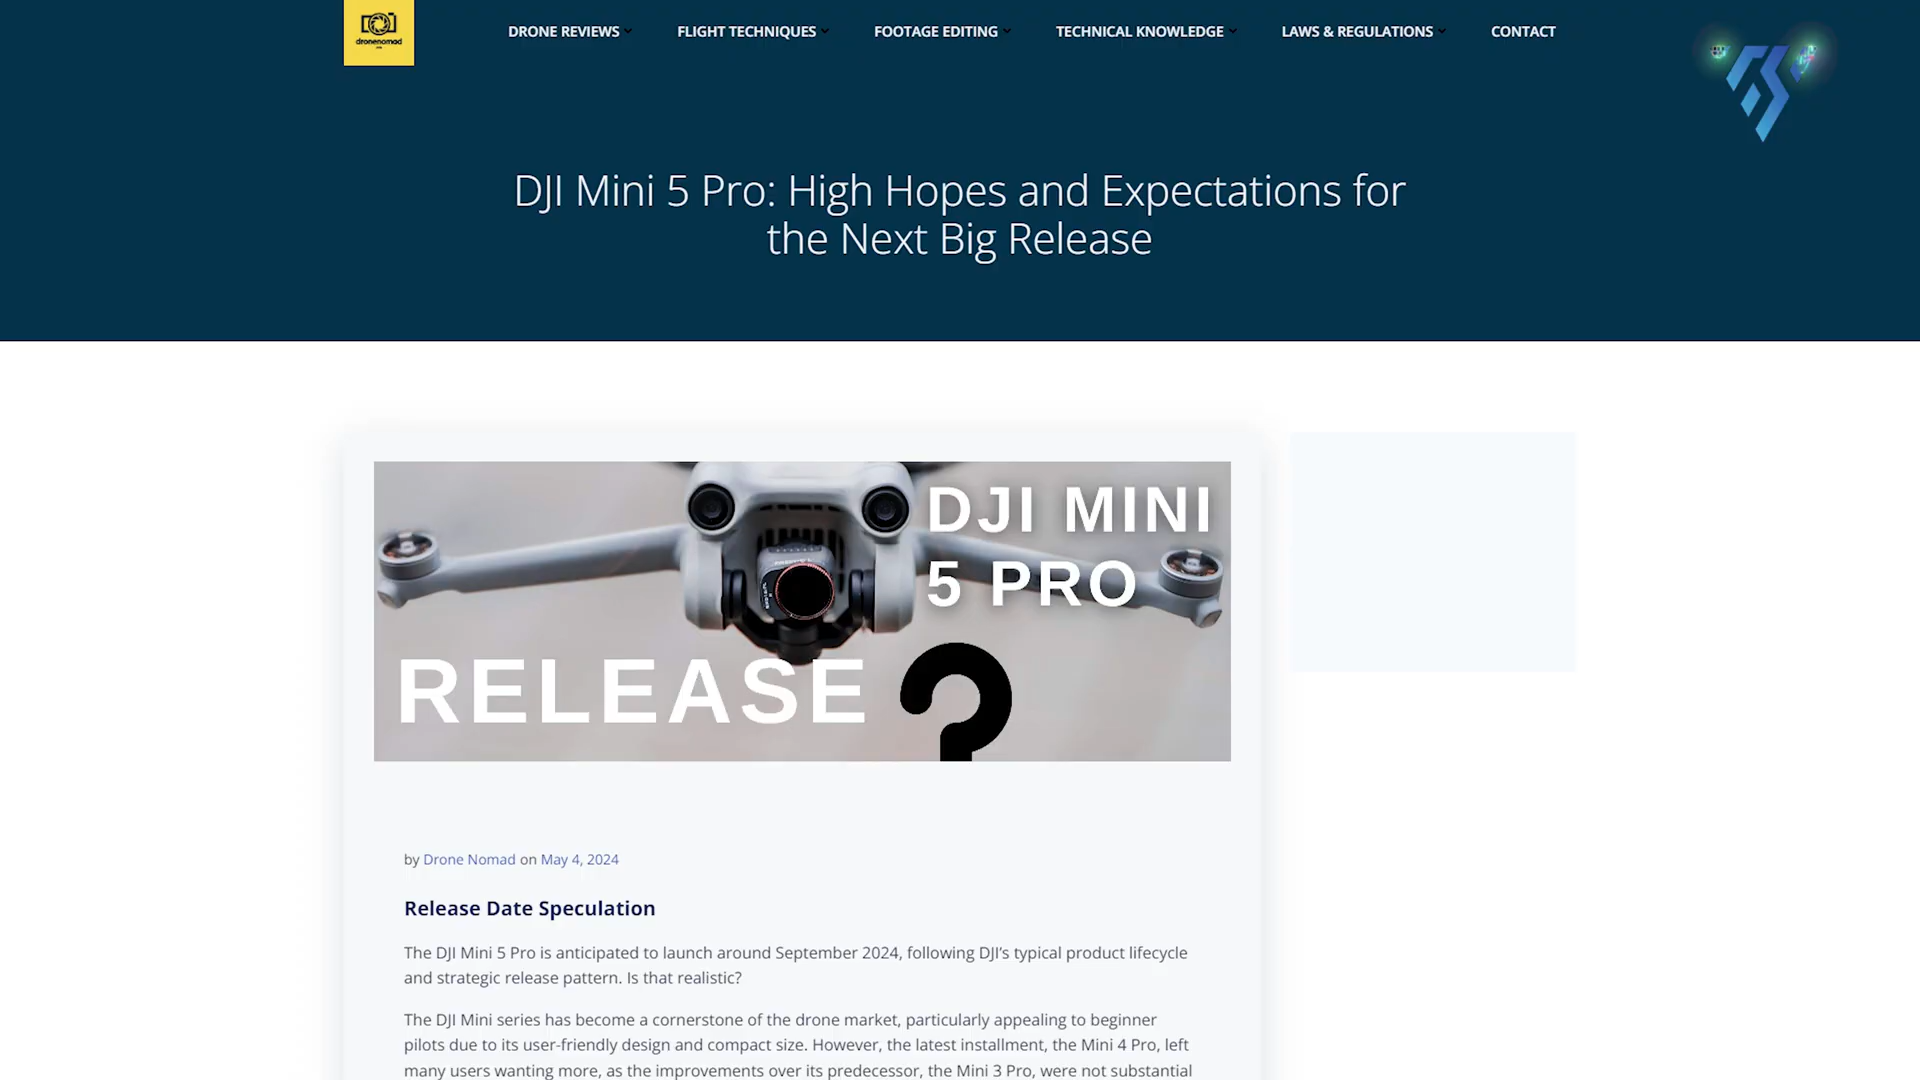 dronenomad
DRONE REVIEWS
FLIGHT TECHNIQUES
FOOTAGE EDITING
TECHNICAL KNOWLEDGE
LAWS & REGULATIONS
CONTACT
DJI Mini 5 Pro: High Hopes and Expectations for
the Next Big Release
DJI MINI
5 PRO
RELEASE ?
by Drone Nomad on May 4, 2024
Release Date Speculation
The DJI Mini 5 Pro is anticipated to launch around September 2024, following DJI’s typical product lifecycle
and strategic release pattern. Is that realistic?
The DJI Mini series has become a cornerstone of the drone market, particularly appealing to beginner
pilots due to its user-friendly design and compact size. However, the latest installment, the Mini 4 Pro, left
many users wanting more, as the improvements over its predecessor, the Mini 3 Pro, were not substantial